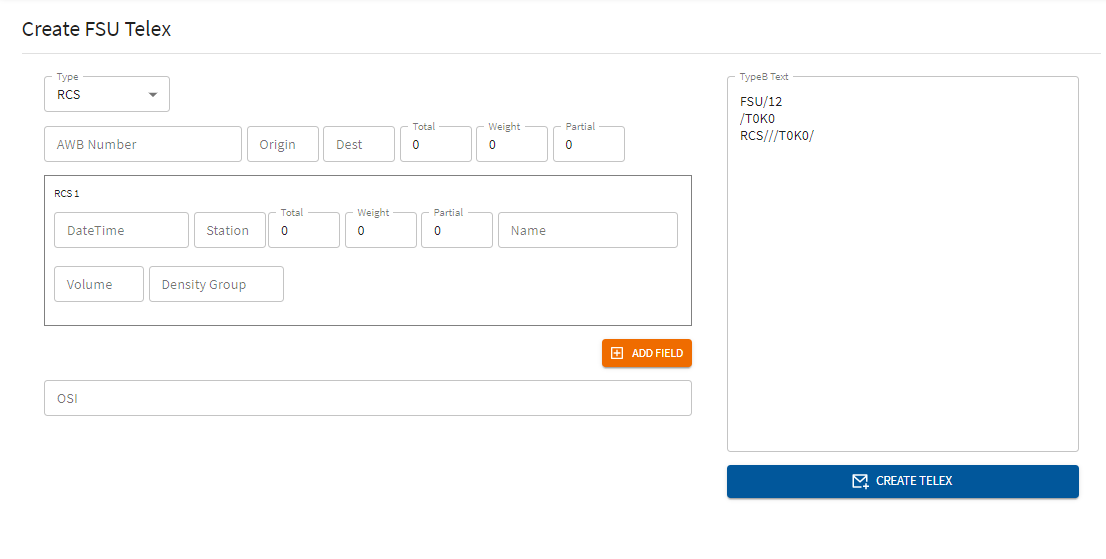 Create FSU Telex
Type
RCS
AWB Number
Origin
Dest
Total
0
Weight
0
Partial
0
RCS 1
DateTime
Station
Total
0
Weight
0
Partial
0
Name
Volume
Density Group
ADD FIELD
OSI
TypeB Text
FSU/12
/T0K0
RCS///T0K0/
CREATE TELEX